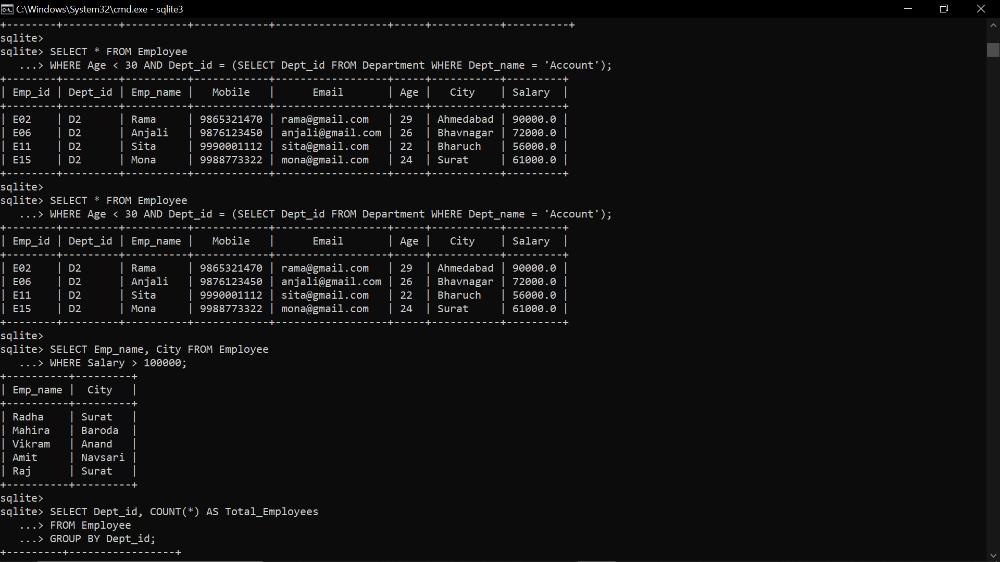 C:\Windows\System32\cmd.exe - sqlite3
+--------+---------+----------+------------+------------------+-----+-----------+----------+
sqlite>
sqlite> SELECT * FROM Employee
   ...> WHERE Age < 30 AND Dept_id = (SELECT Dept_id FROM Department WHERE Dept_name = 'Account');
+--------+---------+----------+------------+------------------+-----+-----------+---------+
| Emp_id | Dept_id | Emp_name |   Mobile   |      Email       | Age |   City    | Salary  |
+--------+---------+----------+------------+------------------+-----+-----------+---------+
| E02    | D2      | Rama     | 9865321470 | rama@gmail.com   | 29  | Ahmedabad | 90000.0 |
| E06    | D2      | Anjali   | 9876123450 | anjali@gmail.com | 26  | Bhavnagar | 72000.0 |
| E11    | D2      | Sita     | 9990001112 | sita@gmail.com   | 22  | Bharuch   | 56000.0 |
| E15    | D2      | Mona     | 9988773322 | mona@gmail.com   | 24  | Surat     | 61000.0 |
+--------+---------+----------+------------+------------------+-----+-----------+---------+
sqlite>
sqlite> SELECT * FROM Employee
   ...> WHERE Age < 30 AND Dept_id = (SELECT Dept_id FROM Department WHERE Dept_name = 'Account');
+--------+---------+----------+------------+------------------+-----+-----------+---------+
| Emp_id | Dept_id | Emp_name |   Mobile   |      Email       | Age |   City    | Salary  |
+--------+---------+----------+------------+------------------+-----+-----------+---------+
| E02    | D2      | Rama     | 9865321470 | rama@gmail.com   | 29  | Ahmedabad | 90000.0 |
| E06    | D2      | Anjali   | 9876123450 | anjali@gmail.com | 26  | Bhavnagar | 72000.0 |
| E11    | D2      | Sita     | 9990001112 | sita@gmail.com   | 22  | Bharuch   | 56000.0 |
| E15    | D2      | Mona     | 9988773322 | mona@gmail.com   | 24  | Surat     | 61000.0 |
+--------+---------+----------+------------+------------------+-----+-----------+---------+
sqlite>
sqlite> SELECT Emp_name, City FROM Employee
   ...> WHERE Salary > 100000;
+----------+---------+
| Emp_name |  City   |
+----------+---------+
| Radha    | Surat   |
| Mahira   | Baroda  |
| Vikram   | Anand   |
| Amit     | Navsari |
| Raj      | Surat   |
+----------+---------+
sqlite>
sqlite> SELECT Dept_id, COUNT(*) AS Total_Employees
   ...> FROM Employee
   ...> GROUP BY Dept_id;
+---------+-----------------+